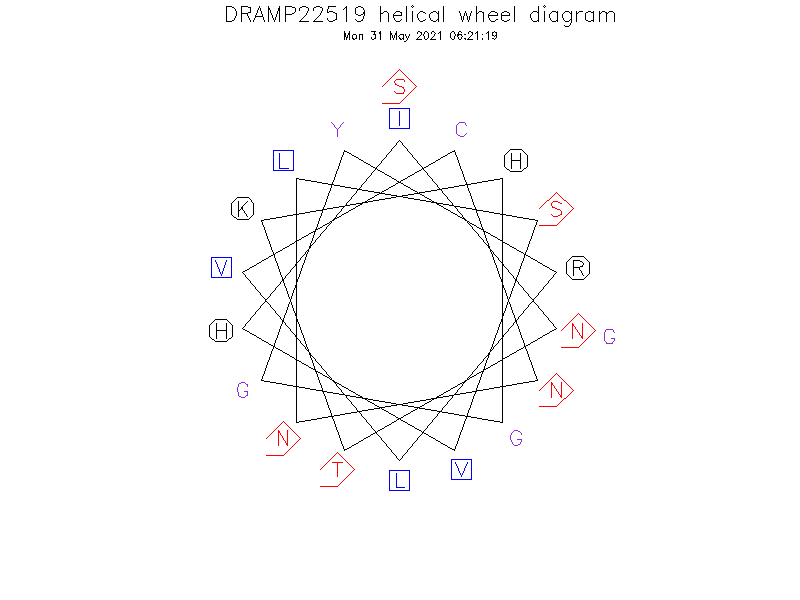 DRAMP22519 helical wheel diagram
Mon 31 May 2021 06:21:19
S
Y I C
L H
K S
V R
H N G
G N
N G
T L V